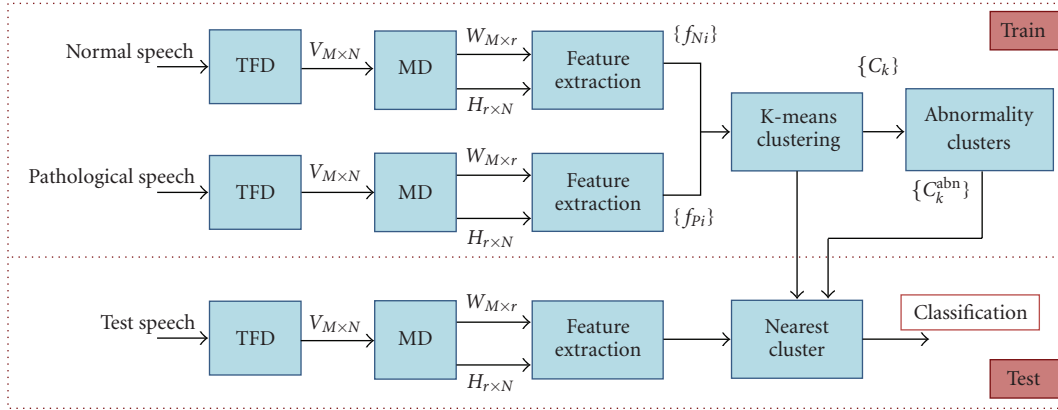 Train
Normal speech
TFD
V_{M×N}
MD
W_{M×r}
H_{r×N}
Feature
extraction
{f_{Ni}}
Pathological speech
TFD
V_{M×N}
MD
W_{M×r}
H_{r×N}
Feature
extraction
{f_{Pi}}
K-means
clustering
{C_k}
Abnormality
clusters
{C_k^{abn}}
Test speech
TFD
V_{M×N}
MD
W_{M×r}
H_{r×N}
Feature
extraction
Nearest
cluster
Classification
Test